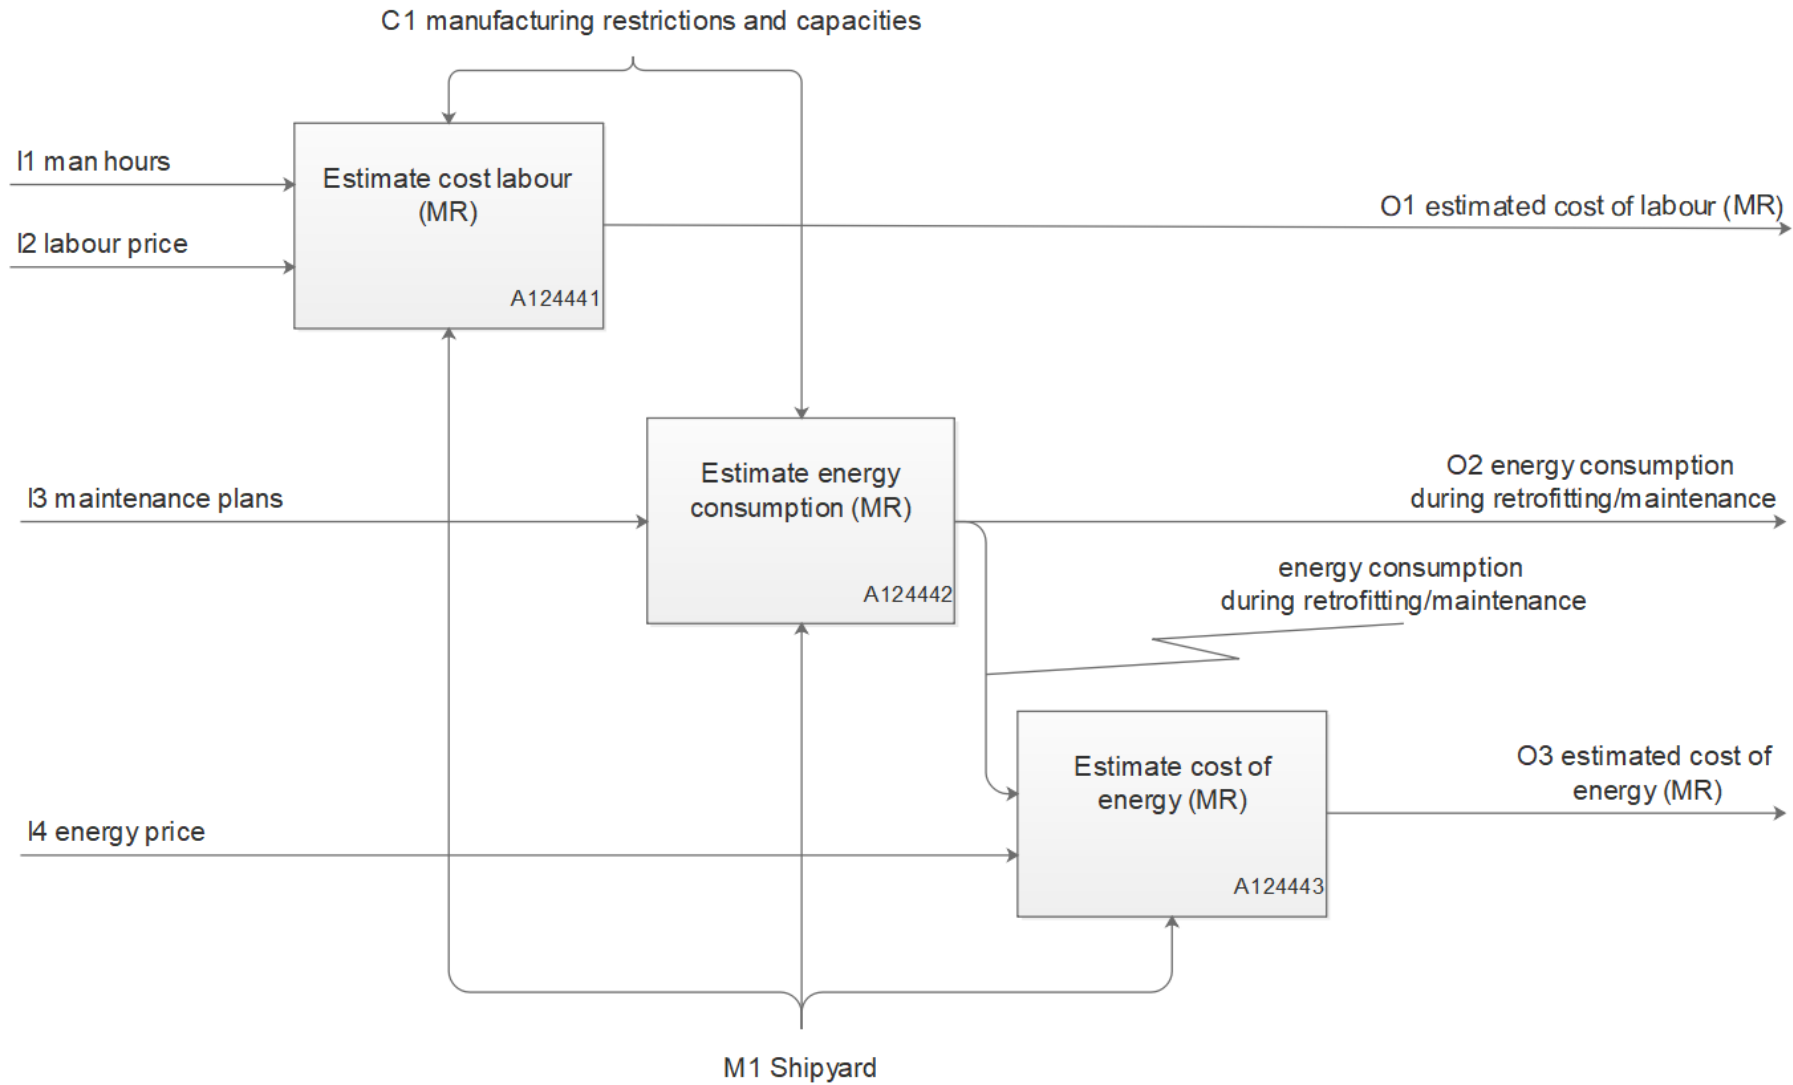 C1 manufacturing restrictions and capacities
I1 man hours
Estimate cost labour
(MR)
I2 labour price
A124441
O1 estimated cost of labour (MR)
I3 maintenance plans
Estimate energy
consumption (MR)
A124442
O2 energy consumption
during retrofitting/maintenance
energy consumption
during retrofitting/maintenance
I4 energy price
Estimate cost of
energy (MR)
A124443
O3 estimated cost of
energy (MR)
M1 Shipyard